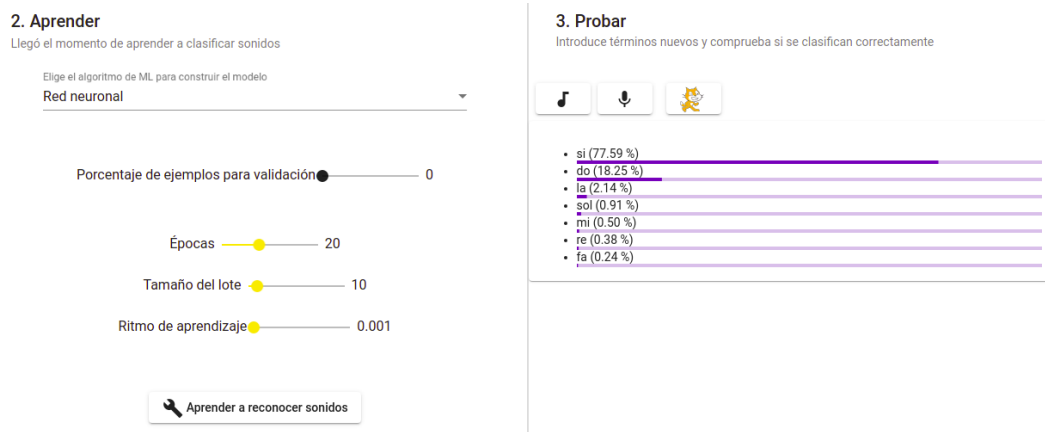 2. Aprender
Llegó el momento de aprender a clasificar sonidos
Elige el algoritmo de ML para construir el modelo
Red neuronal
Porcentaje de ejemplos para validación 0
Épocas 20
Tamaño del lote 10
Ritmo de aprendizaje 0.001
Aprender a reconocer sonidos
3. Probar
Introduce términos nuevos y comprueba si se clasifican correctamente
si (77.59 %)
do (18.25 %)
la (2.14 %)
sol (0.91 %)
mi (0.50 %)
re (0.38 %)
fa (0.24 %)